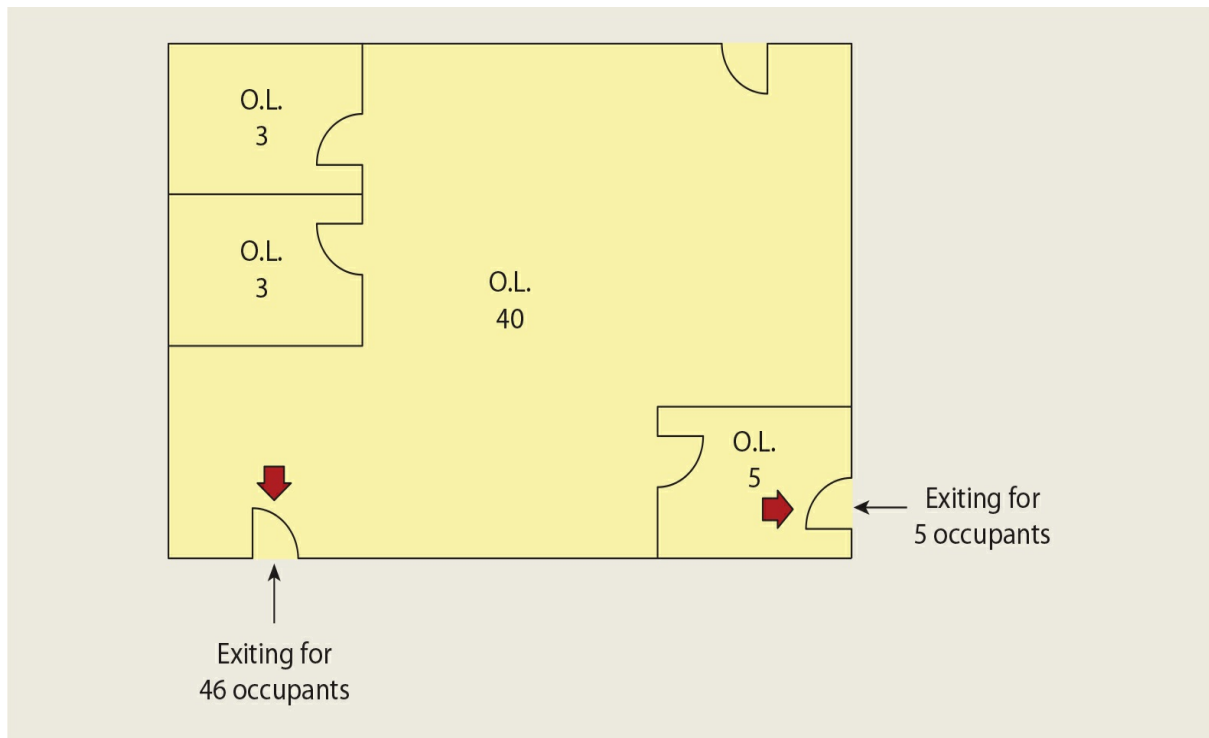 O.L.
3
O.L.
3
O.L.
40
O.L.
5
Exiting for
5 occupants
Exiting for
46 occupants